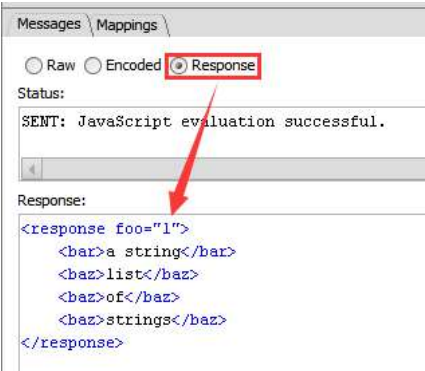 Messages Mappings
Raw Encoded Response
Status:
SENT: JavaScript evaluation successful.
Response:
<response foo="1">
    <bar>a string</bar>
    <baz>list</baz>
    <baz>of</baz>
    <baz>strings</baz>
</response>